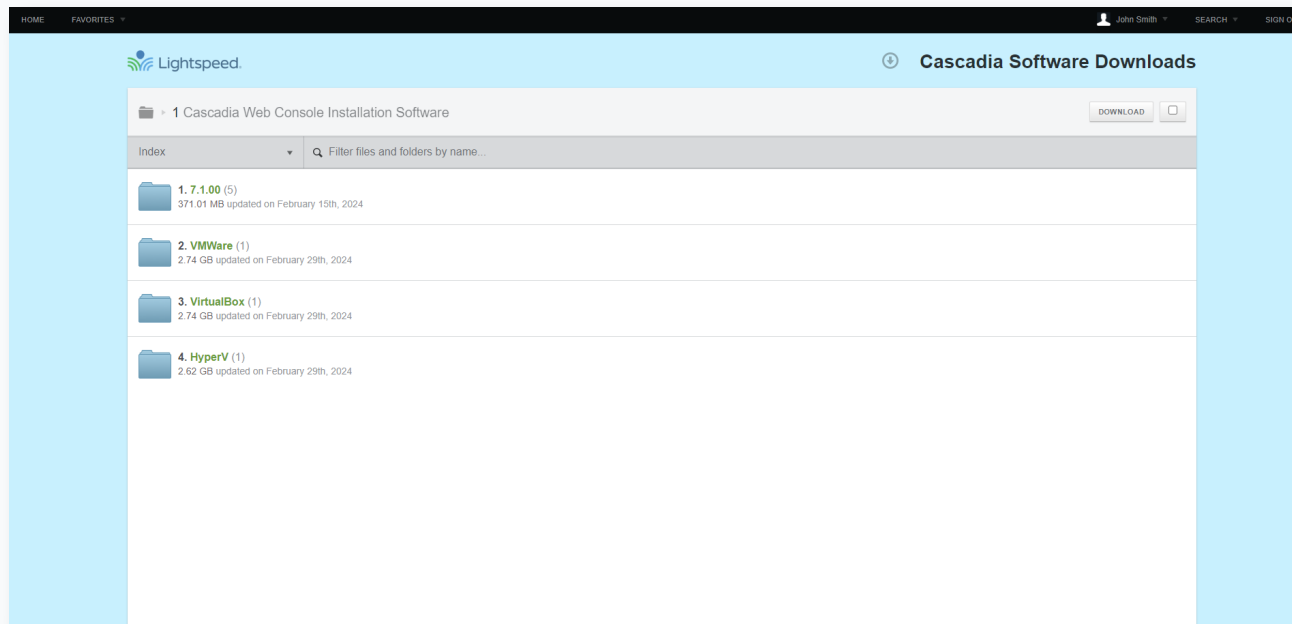 HOME FAVORITES John Smith SEARCH SIGN O
Lightspeed. Cascadia Software Downloads
1 Cascadia Web Console Installation Software DOWNLOAD
Index Filter files and folders by name...
1. 7.1.00 (5)
371.01 MB updated on February 15th, 2024
2. VMWare (1)
2.74 GB updated on February 29th, 2024
3. VirtualBox (1)
2.74 GB updated on February 29th, 2024
4. HyperV (1)
2.62 GB updated on February 29th, 2024